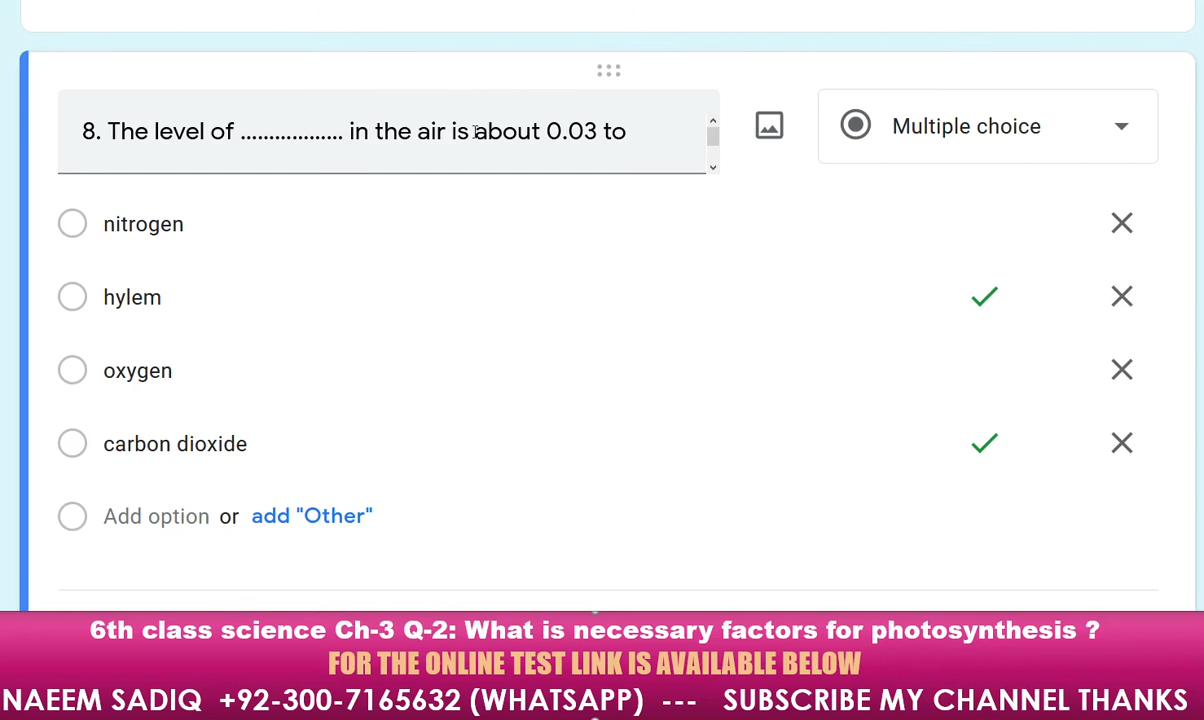 8. The level of .................. in the air is about 0.03 to
Multiple choice
nitrogen
hylem
oxygen
carbon dioxide
Add option or add "Other"
6th class science Ch-3 Q-2: What is necessary factors for photosynthesis ?
FOR THE ONLINE TEST LINK IS AVAILABLE BELOW
NAEEM SADIQ +92-300-7165632 (WHATSAPP) --- SUBSCRIBE MY CHANNEL THANKS